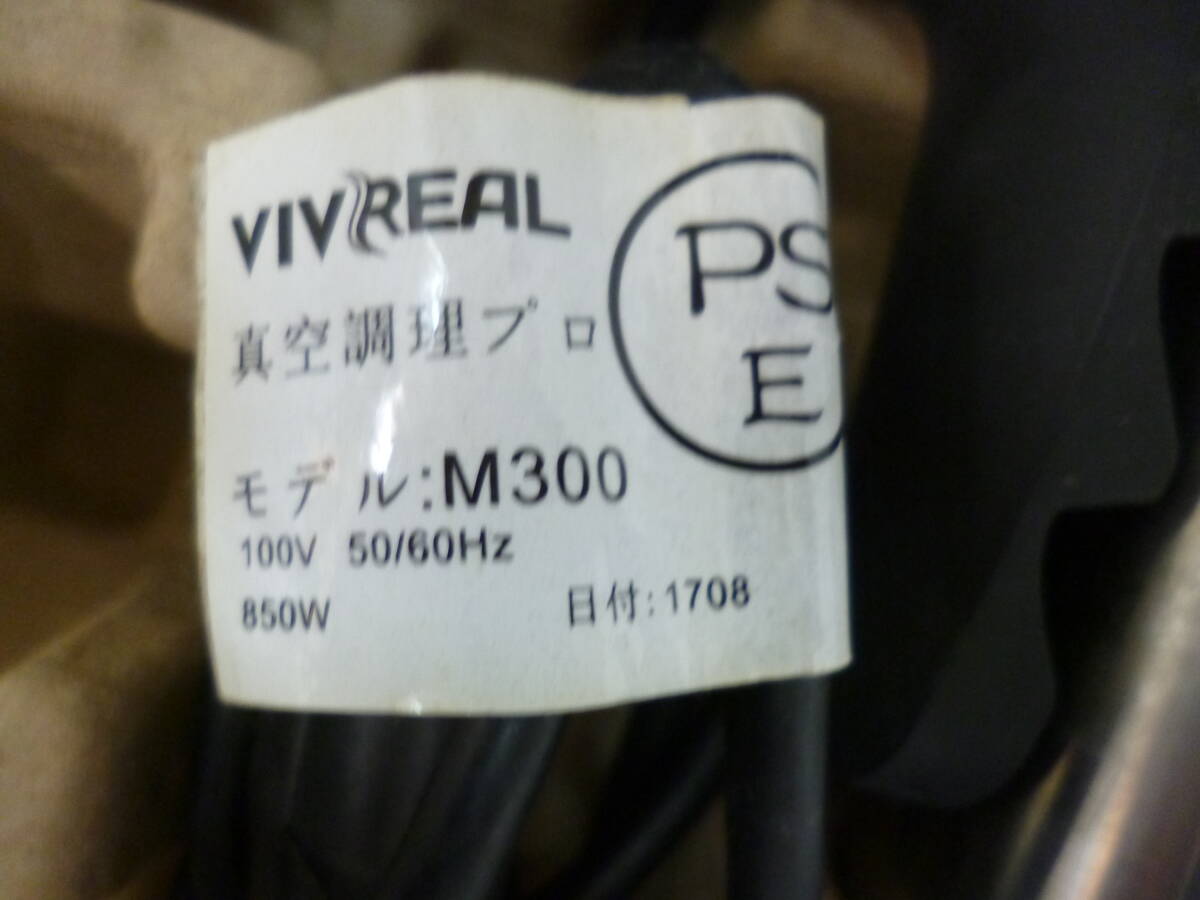 VIVREAL
真空調理プロ
PS
E
モデル:M300
100V 50/60Hz
850W 日付:1708